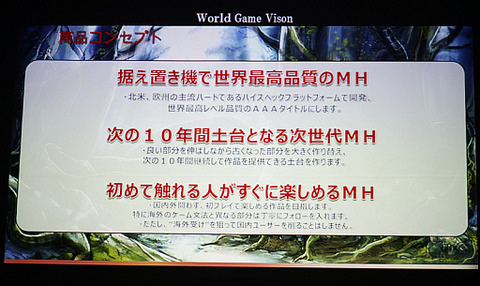 World Game Vison
商品コンセプト
据え置き機で世界最高品質のＭＨ
・北米、欧州の主流ハードであるハイスペックプラットフォームで開発、
世界最高レベル品質のＡＡＡタイトルにします。
次の１０年間土台となる次世代ＭＨ
・良い部分を伸ばしながら古くなった部分を大きく作り替え、
次の１０年間継続して作品を提供できる土台を作ります。
初めて触れる人がすぐに楽しめるＭＨ
・国内外問わず、初プレイで楽しめる作品を目指します。
特に海外のゲーム文法と異なる部分は丁寧にフォローを入れます。
・ただし、“海外受け”を狙って国内ユーザーを削ることはしません。